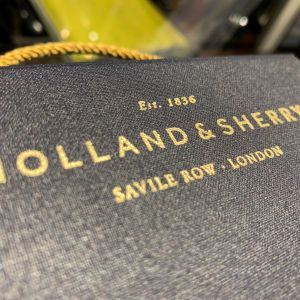 Est. 1836
HOLLAND & SHERRY
SAVILE ROW · LONDON